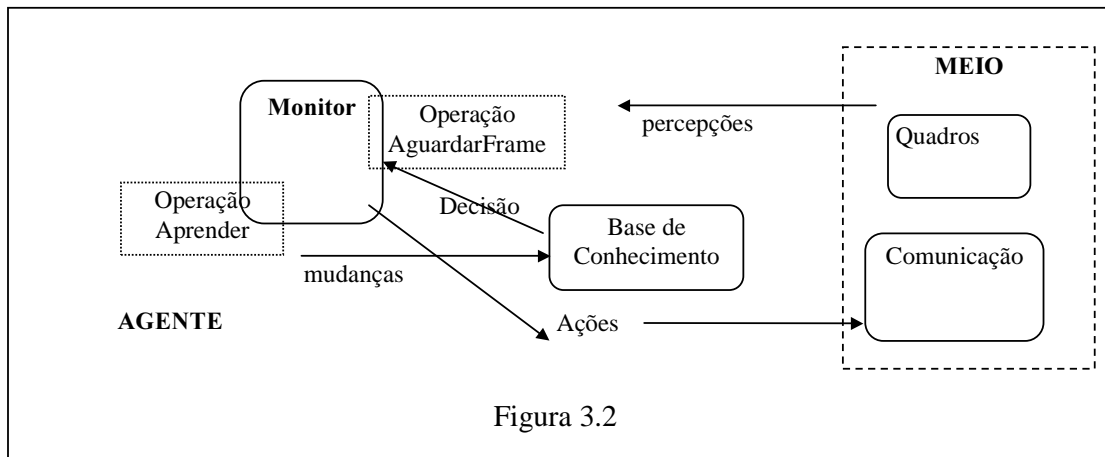 MEIO
Monitor
Operação
AguardarFrame
percepções
Quadros
Operação
Aprender
Decisão
Base de
Conhecimento
Comunicação
mudanças
AGENTE
Ações
Figura 3.2